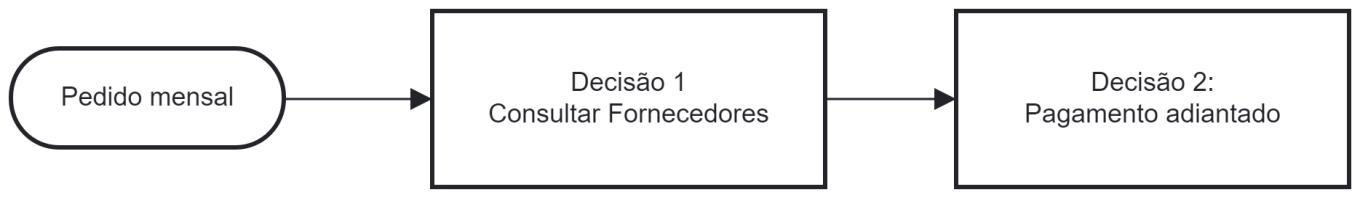 Pedido mensal
Decisão 1
Consultar Fornecedores
Decisão 2:
Pagamento adiantado